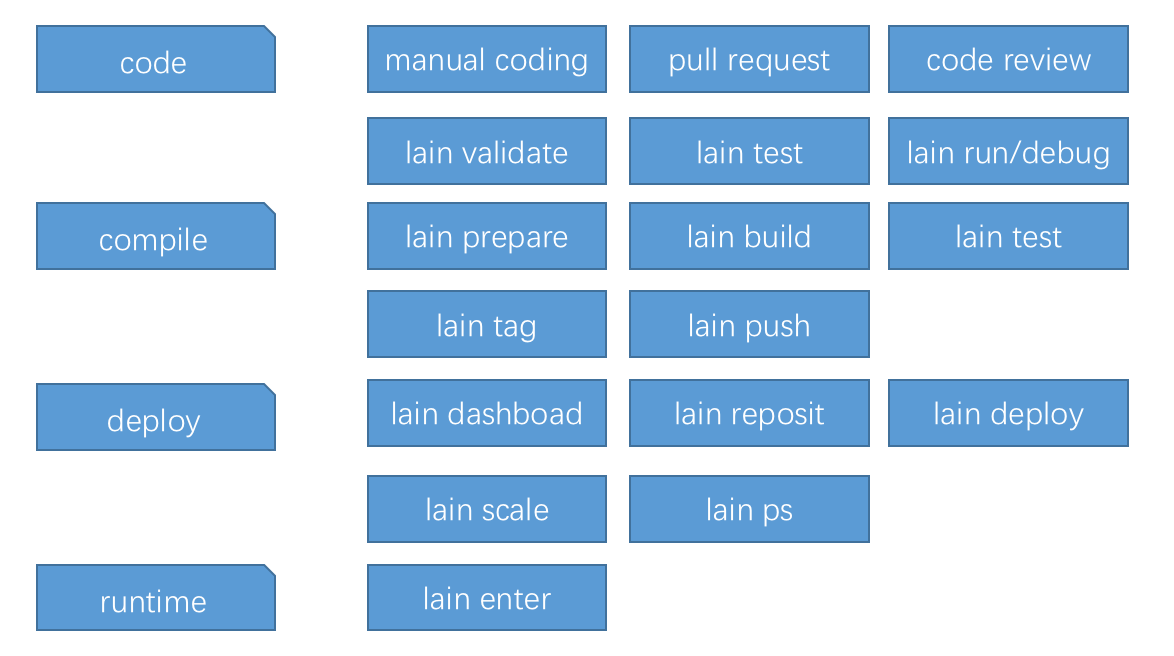 code
manual coding
pull request
code review
lain validate
lain test
lain run/debug
compile
lain prepare
lain build
lain test
lain tag
lain push
deploy
lain dashboad
lain reposit
lain deploy
lain scale
lain ps
runtime
lain enter